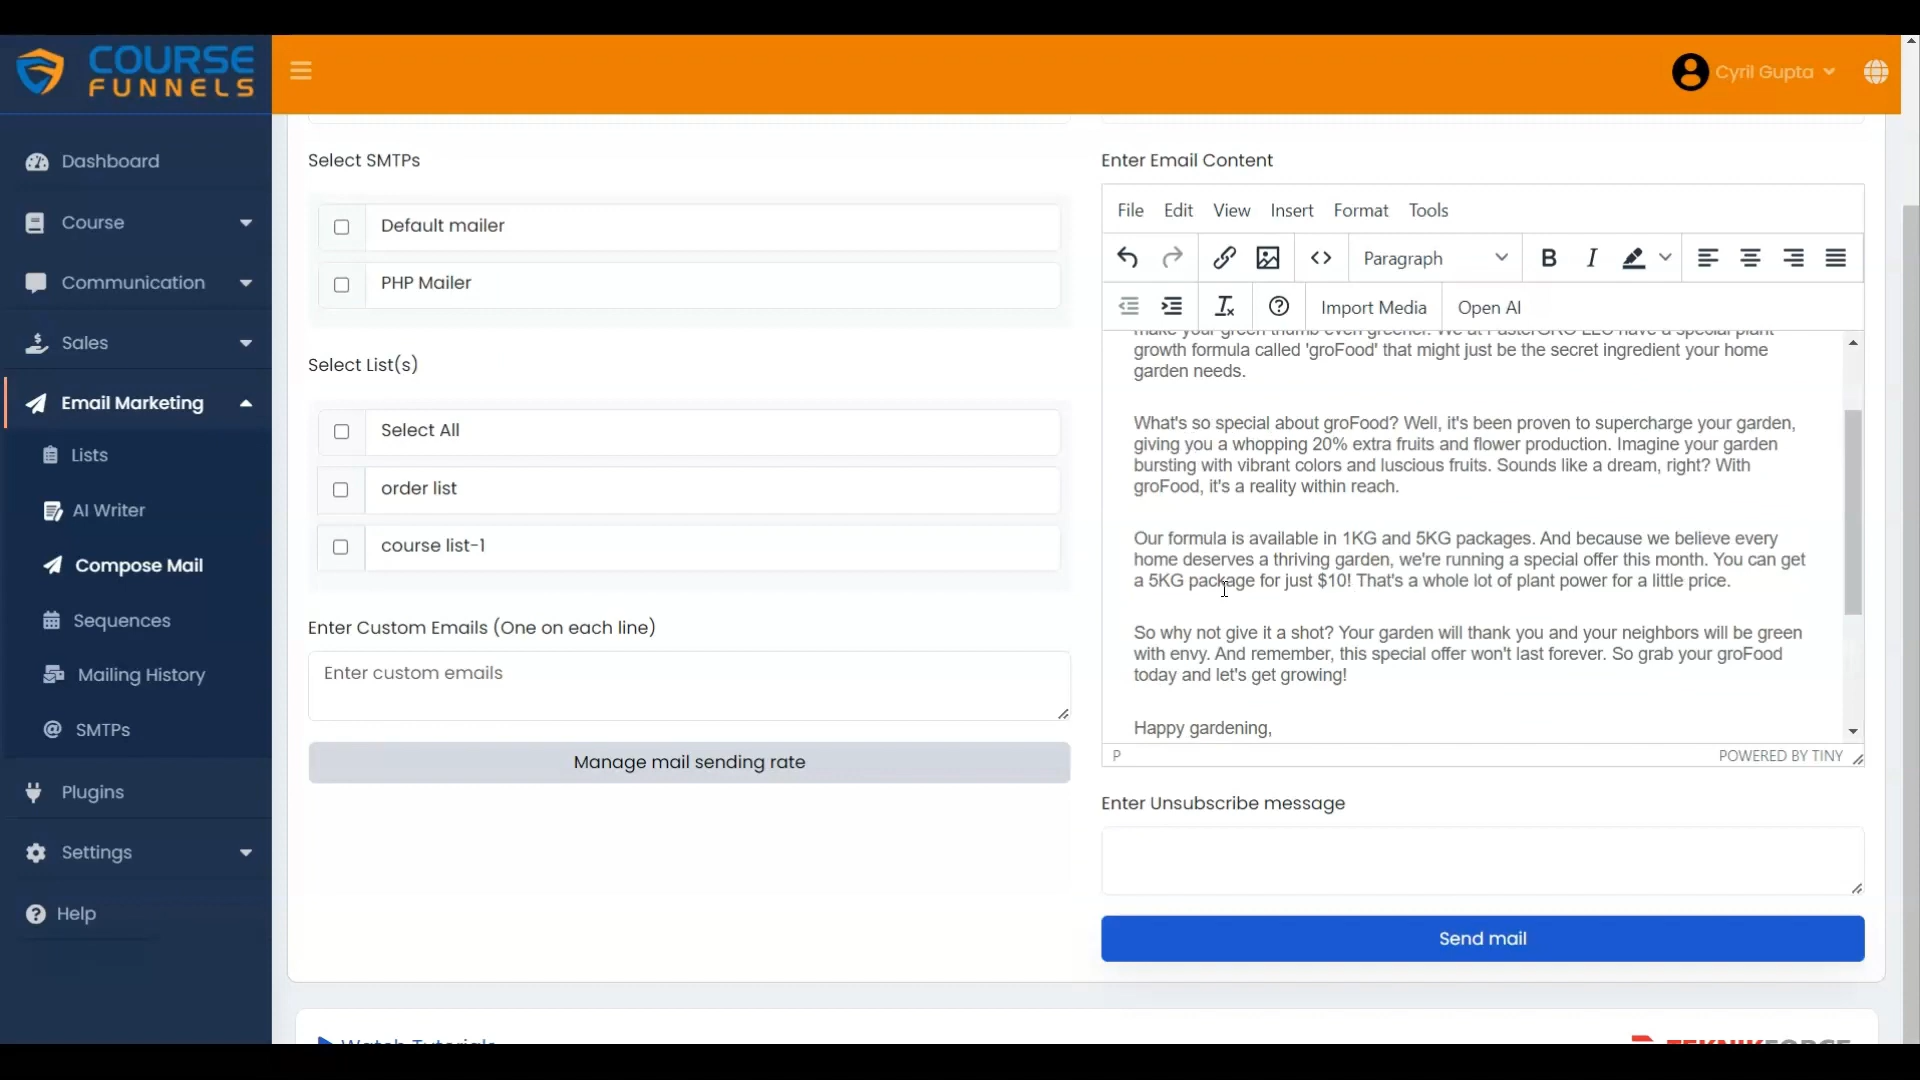 COURSE
FUNNELS
Cyril Gupta
Dashboard
Course
Communication
Sales
Email Marketing
Lists
AI Writer
Compose Mail
Sequences
Mailing History
SMTPs
Plugins
Settings
Help
Select SMTPs
Default mailer
PHP Mailer
Select List(s)
Select All
order list
course list-1
Enter Custom Emails (One on each line)
Enter custom emails
Manage mail sending rate
Enter Email Content
File Edit View Insert Format Tools
Paragraph
Import Media Open AI
make your green thumb even greener. We at FasterGRO LLC have a special plant
growth formula called 'groFood' that might just be the secret ingredient your home
garden needs.
What's so special about groFood? Well, it's been proven to supercharge your garden,
giving you a whopping 20% extra fruits and flower production. Imagine your garden
bursting with vibrant colors and luscious fruits. Sounds like a dream, right? With
groFood, it's a reality within reach.
Our formula is available in 1KG and 5KG packages. And because we believe every
home deserves a thriving garden, we're running a special offer this month. You can get
a 5KG package for just $10! That's a whole lot of plant power for a little price.
So why not give it a shot? Your garden will thank you and your neighbors will be green
with envy. And remember, this special offer won't last forever. So grab your groFood
today and let's get growing!
Happy gardening,
P
POWERED BY TINY
Enter Unsubscribe message
Send mail
Watch Tutorials
TEKNIKFORCE